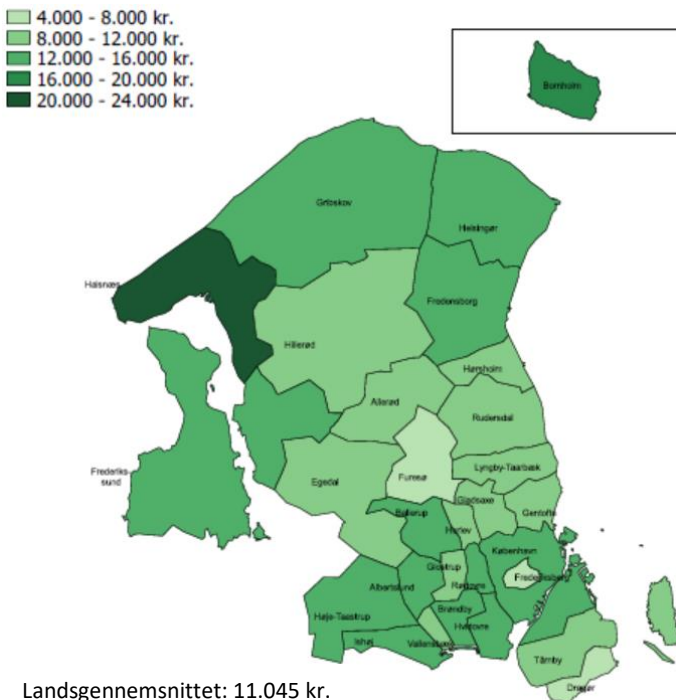 4.000 - 8.000 kr.
8.000 - 12.000 kr.
12.000 - 16.000 kr.
16.000 - 20.000 kr.
20.000 - 24.000 kr.
Bornholm
Gribskov
Helsingør
Halsnæs
Fredensborg
Hillerød
Hørsholm
Allerød
Rudersdal
Frederiks-
sund
Egedal
Furesø
Lyngby-Taarbæk
Gladsaxe
Gentofte
Ballerup
Herlev
København
Glostrup
Rødovre
Frederiksberg
Albertslund
Brøndby
Høje-Taastrup
Hvidovre
Ishøj
Vallensbæk
Tårnby
Dragør
Landsgennemsnittet: 11.045 kr.